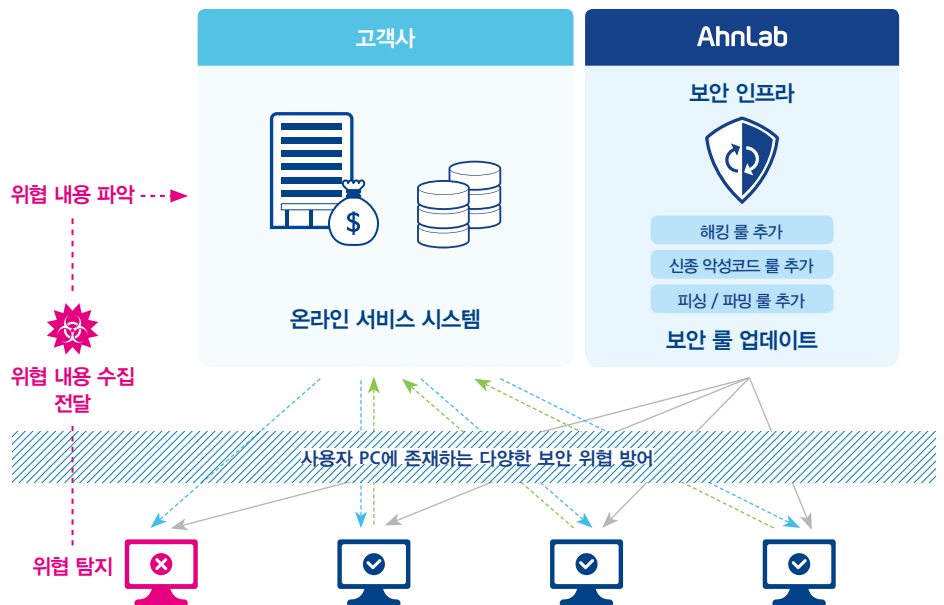 고객사
AhnLab
보안 인프라
해킹 룰 추가
신종 악성코드 룰 추가
피싱 / 파밍 룰 추가
보안 룰 업데이트
$
온라인 서비스 시스템
위협 내용 파악
위협 내용 수집
전달
사용자 PC에 존재하는 다양한 보안 위협 방어
위협 탐지